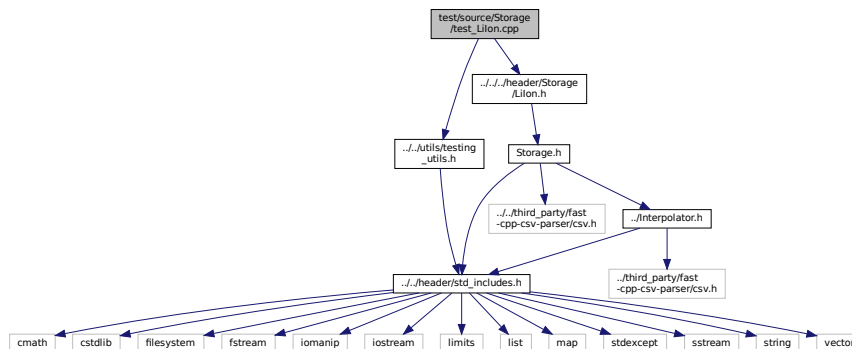 test/source/Storage
/test_LiIon.cpp
../../../header/Storage
/LiIon.h
../../utils/testing
_utils.h
Storage.h
../../third_party/fast
-cpp-csv-parser/csv.h
../Interpolator.h
../../header/std_includes.h
../third_party/fast
-cpp-csv-parser/csv.h
cmath
cstdlib
filesystem
fstream
iomanip
iostream
limits
list
map
stdexcept
sstream
string
vector